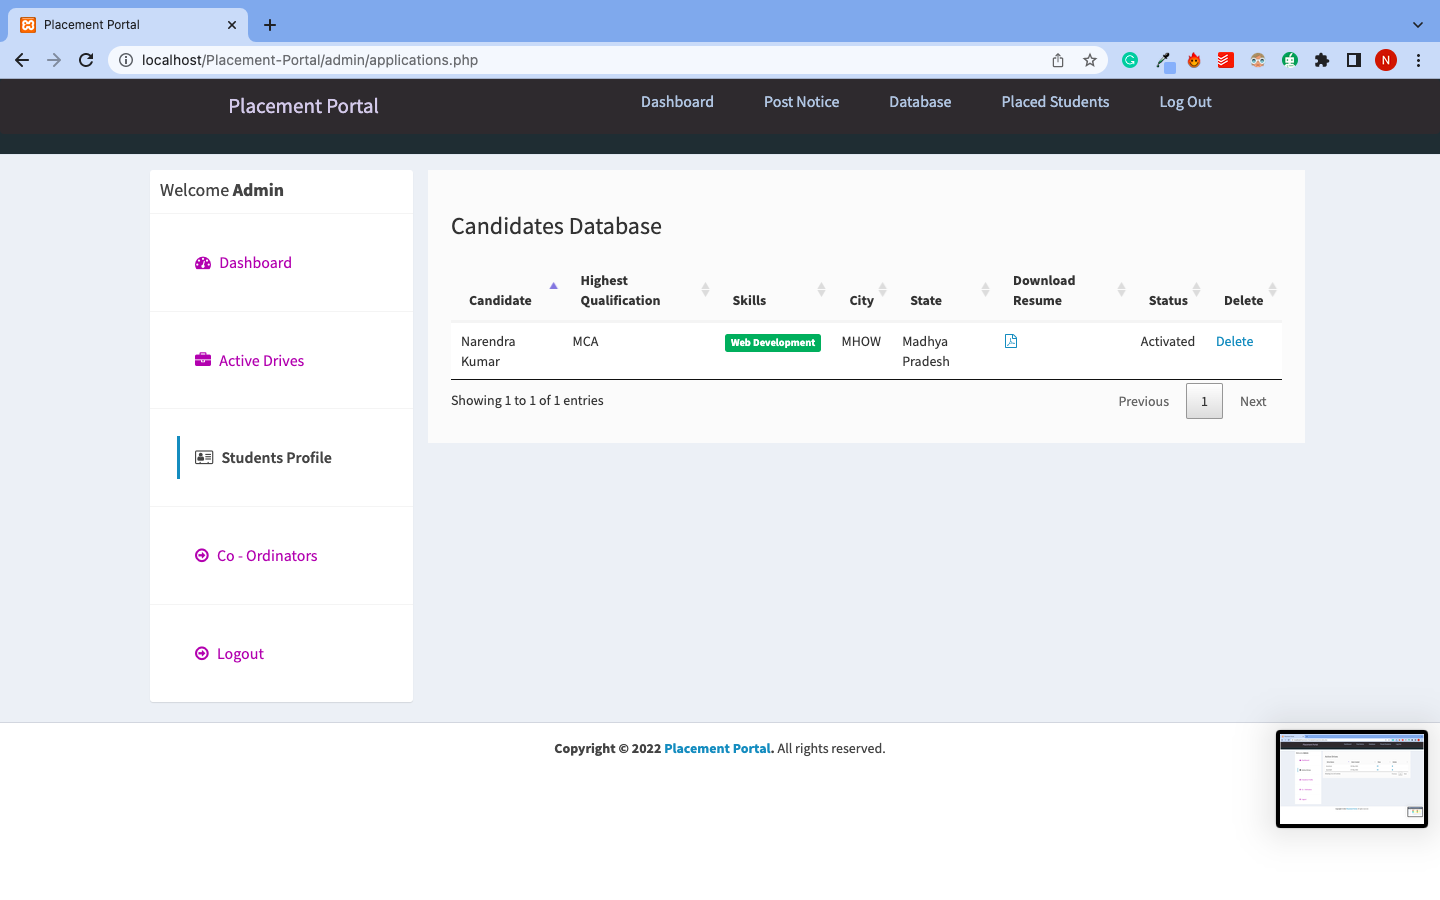 Placement Portal
localhost/Placement-Portal/admin/applications.php
N
Placement Portal
Dashboard
Post Notice
Database
Placed Students
Log Out
Welcome Admin
Dashboard
Active Drives
Students Profile
Co - Ordinators
Logout
Candidates Database
Candidate
Highest
Qualification
Skills
City
State
Download
Resume
Status
Delete
Narendra
Kumar
MCA
Web Development
MHOW
Madhya
Pradesh
Activated
Delete
Showing 1 to 1 of 1 entries
Previous
1
Next
Copyright © 2022 Placement Portal. All rights reserved.